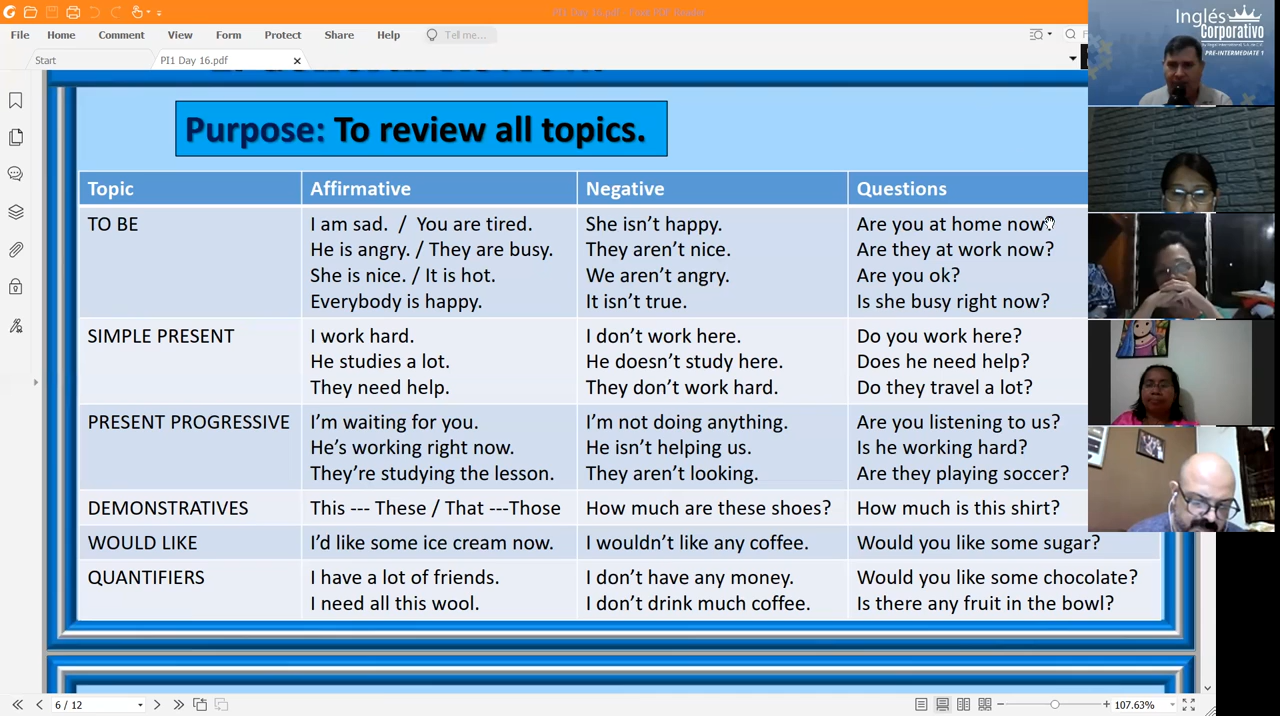 PI1 Day 16.pdf - Foxit PDF Reader
File Home Comment View Form Protect Share Help Tell me...
Start PI1 Day 16.pdf
Inglés
Corporativo
PRE-INTERMEDIATE 1
Purpose: To review all topics.
Topic Affirmative Negative Questions
TO BE I am sad. / You are tired. She isn't happy. Are you at home now?
He is angry. / They are busy. They aren't nice. Are they at work now?
She is nice. / It is hot. We aren't angry. Are you ok?
Everybody is happy. It isn't true. Is she busy right now?
SIMPLE PRESENT I work hard. I don't work here. Do you work here?
He studies a lot. He doesn't study here. Does he need help?
They need help. They don't work hard. Do they travel a lot?
PRESENT PROGRESSIVE I'm waiting for you. I'm not doing anything. Are you listening to us?
He's working right now. He isn't helping us. Is he working hard?
They're studying the lesson. They aren't looking. Are they playing soccer?
DEMONSTRATIVES This --- These / That ---Those How much are these shoes? How much is this shirt?
WOULD LIKE I'd like some ice cream now. I wouldn't like any coffee. Would you like some sugar?
QUANTIFIERS I have a lot of friends. I don't have any money. Would you like some chocolate?
I need all this wool. I don't drink much coffee. Is there any fruit in the bowl?
6 / 12 107.63%